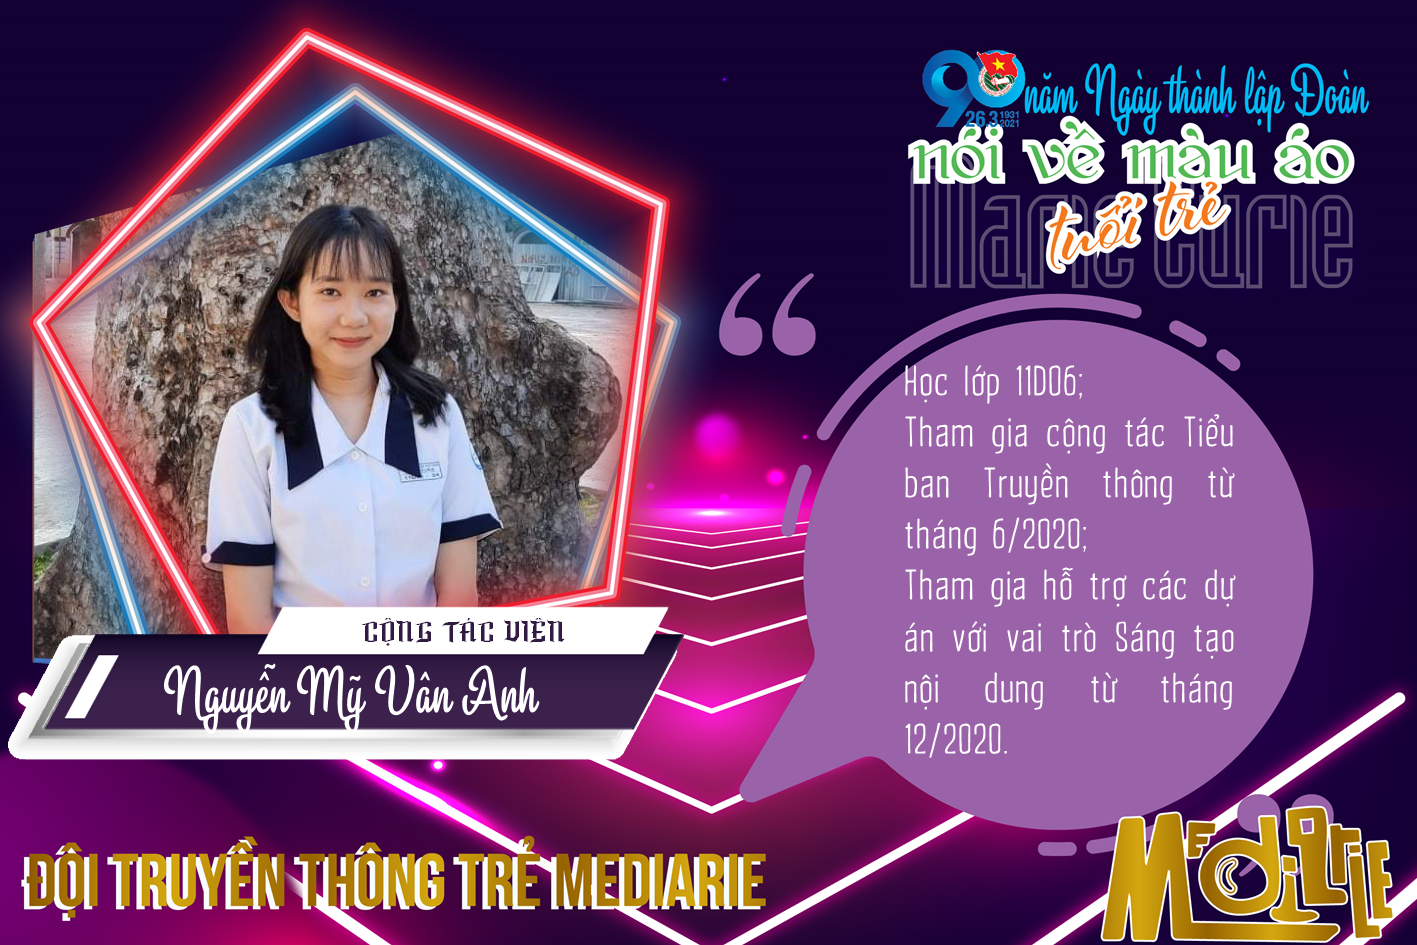 90 năm Ngày thành lập Đoàn
26.3 1931 2021
nói về màu áo
Marie Curie
tuổi trẻ
Học lớp 11D06;
Tham gia cộng tác Tiểu
ban Truyền thông từ
tháng 6/2020;
Tham gia hỗ trợ các dự
án với vai trò Sáng tạo
nội dung từ tháng
12/2020.
CỘNG TÁC VIÊN
Nguyễn Mỹ Vân Anh
ĐỘI TRUYỀN THÔNG TRẺ MEDIARIE
MEDIARIE